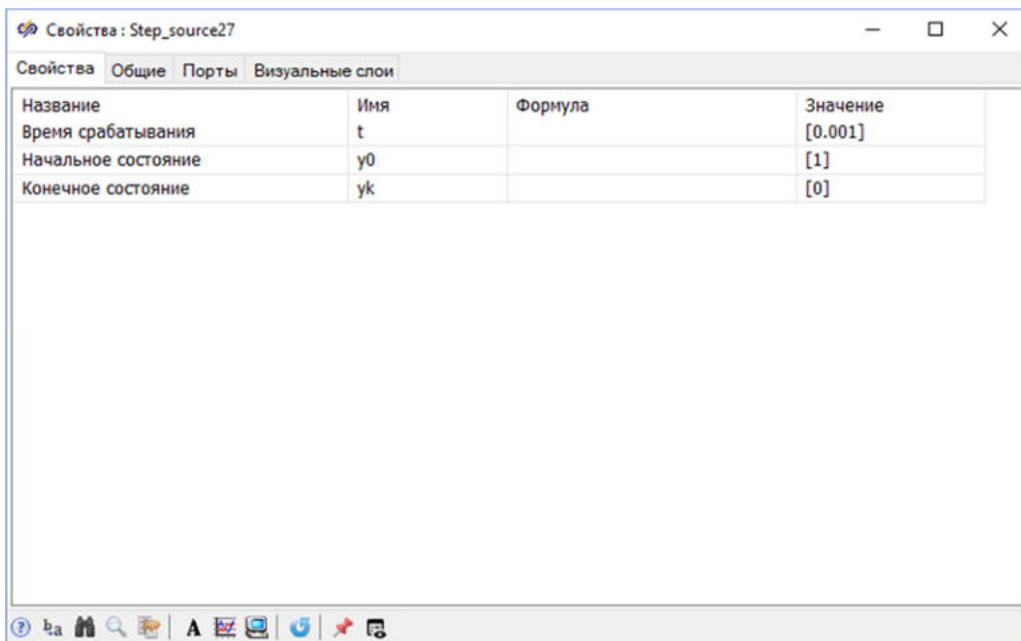 Свойства : Step_source27
Свойства Общие Порты Визуальные слои
Название Имя Формула Значение
Время срабатывания t [0.001]
Начальное состояние y0 [1]
Конечное состояние yk [0]